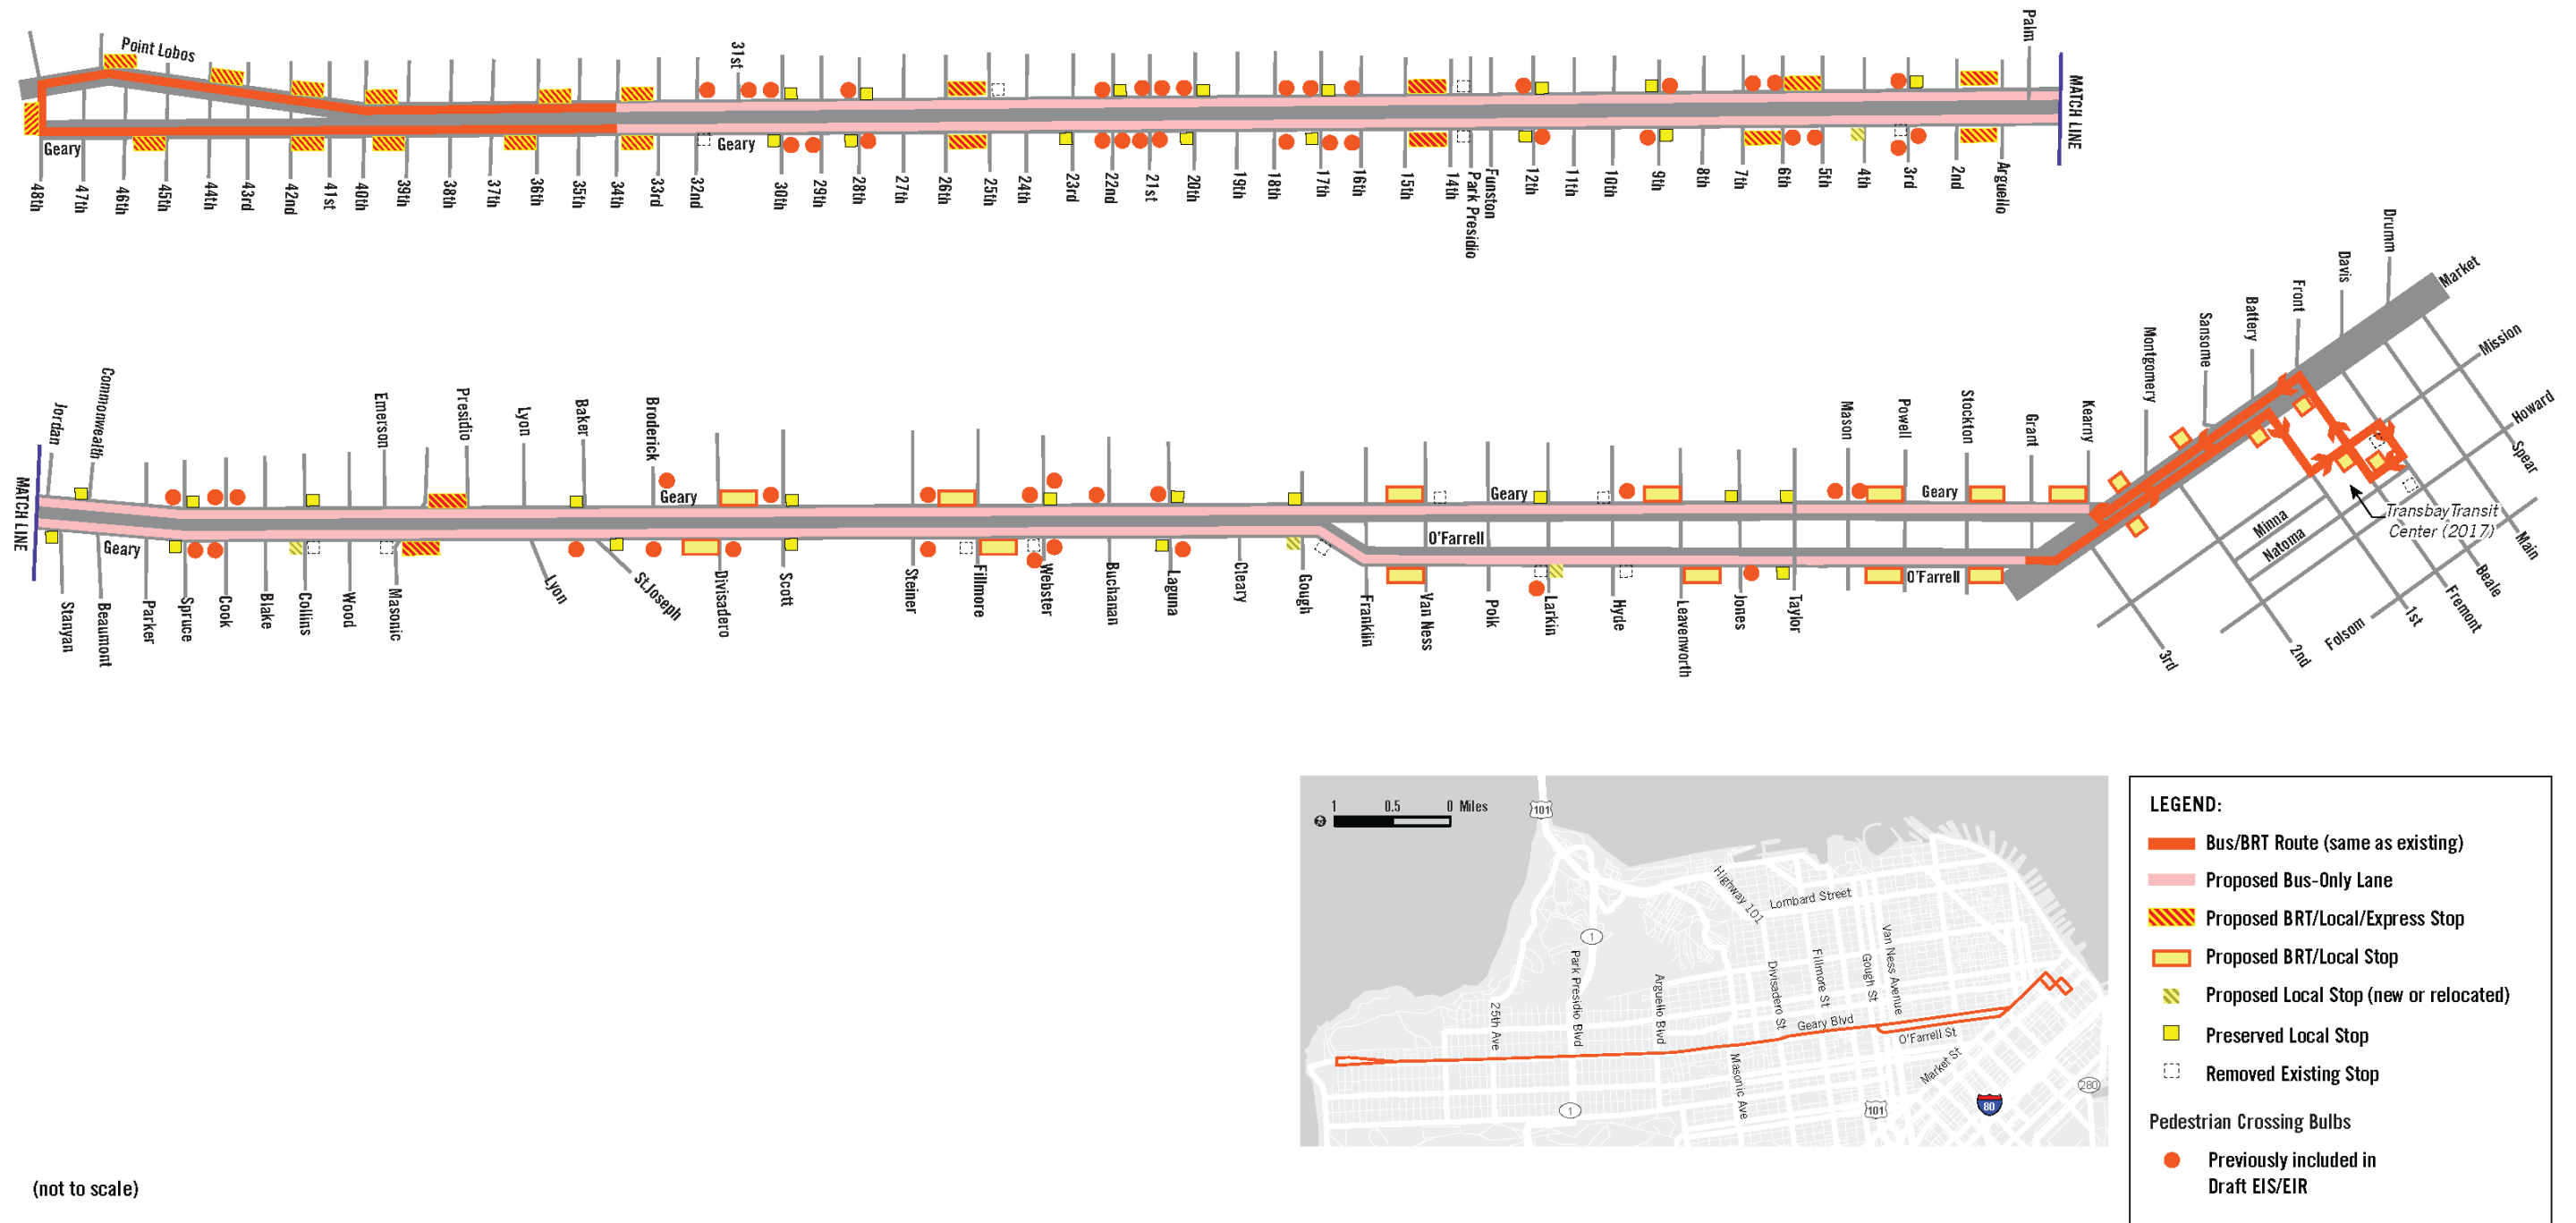 Palm
31st
Point Lobos
MATCH LINE
Geary
Geary
48th
47th
46th
45th
44th
43rd
42nd
41st
40th
39th
38th
37th
36th
35th
34th
33rd
32nd
30th
29th
28th
27th
26th
25th
24th
23rd
22nd
21st
20th
19th
18th
17th
16th
15th
14th
Park Presidio
Funston
12th
11th
10th
9th
8th
7th
6th
5th
4th
3rd
2nd
Arguello
Drumm
Davis
Market
Front
Battery
Sansome
Montgomery
Mission
Howard
Spear
Jordan
Commonwealth
Emerson
Presidio
Lyon
Baker
Broderick
Mason
Powell
Stockton
Grant
Kearny
MATCH LINE
Geary
Geary
Geary
Geary
O'Farrell
O'Farrell
Transbay Transit
Center (2017)
Minna
Natoma
Main
Beale
Fremont
1st
Folsom
2nd
3rd
Stanyan
Beaumont
Parker
Spruce
Cook
Blake
Collins
Wood
Masonic
Lyon
St.Joseph
Divisadero
Scott
Steiner
Fillmore
Webster
Buchanan
Laguna
Cleary
Gough
Franklin
Van Ness
Polk
Larkin
Hyde
Leavenworth
Jones
Taylor
1 0.5 0 Miles
101
Highway 101
Lombard Street
1
Park Presidio Blvd
25th Ave
Arguello Blvd
Divisadero St
Fillmore St
Gough St
Van Ness Avenue
Geary Blvd
O'Farrell St
Market St
Masonic Ave
1
101
80
280
LEGEND:
Bus/BRT Route (same as existing)
Proposed Bus-Only Lane
Proposed BRT/Local/Express Stop
Proposed BRT/Local Stop
Proposed Local Stop (new or relocated)
Preserved Local Stop
Removed Existing Stop
Pedestrian Crossing Bulbs
Previously included in
Draft EIS/EIR
(not to scale)